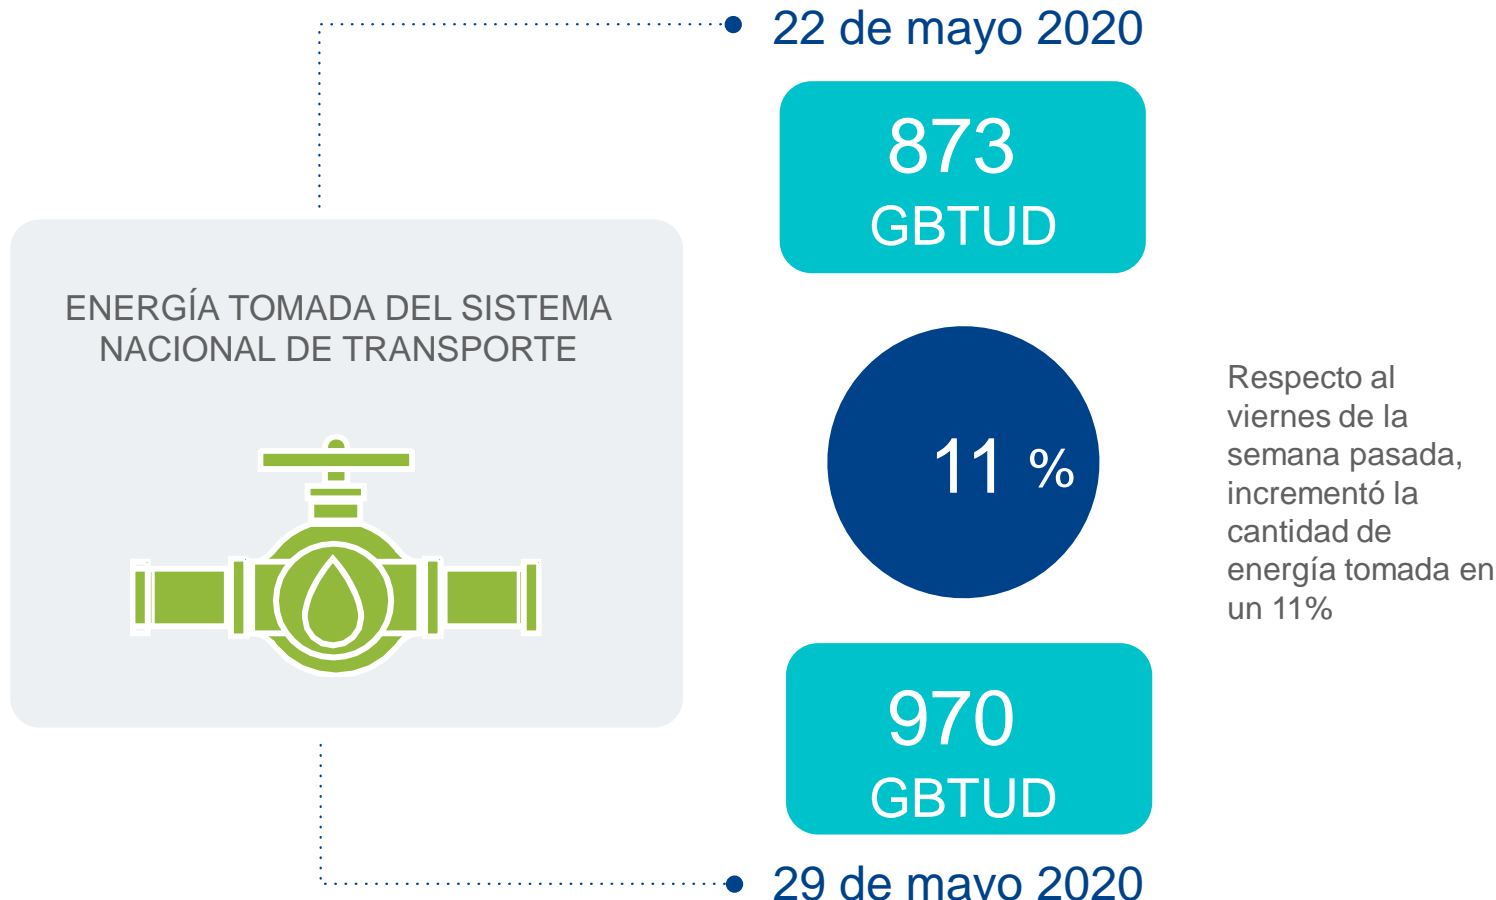 22 de mayo 2020
873
GBTUD
ENERGÍA TOMADA DEL SISTEMA
NACIONAL DE TRANSPORTE
11 %
Respecto al
viernes de la
semana pasada,
incrementó la
cantidad de
energía tomada en
un 11%
970
GBTUD
29 de mayo 2020